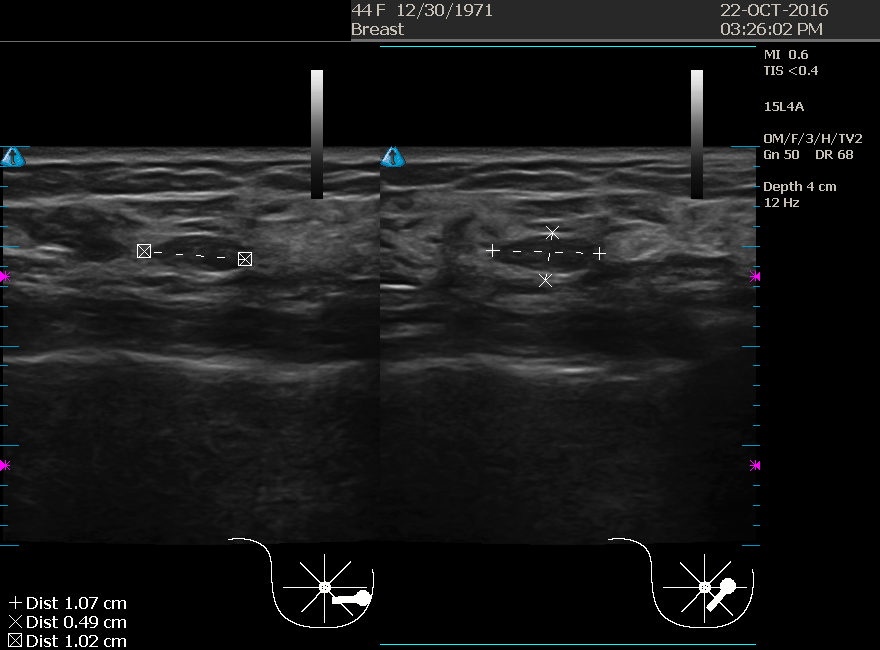 44 F 12/30/1971 22-OCT-2016
Breast 03:26:02 PM
MI 0.6
TIS <0.4
15L4A
OM/F/3/H/TV2
Gn 50 DR 68
Depth 4 cm
12 Hz
Dist 1.07 cm
Dist 0.49 cm
Dist 1.02 cm